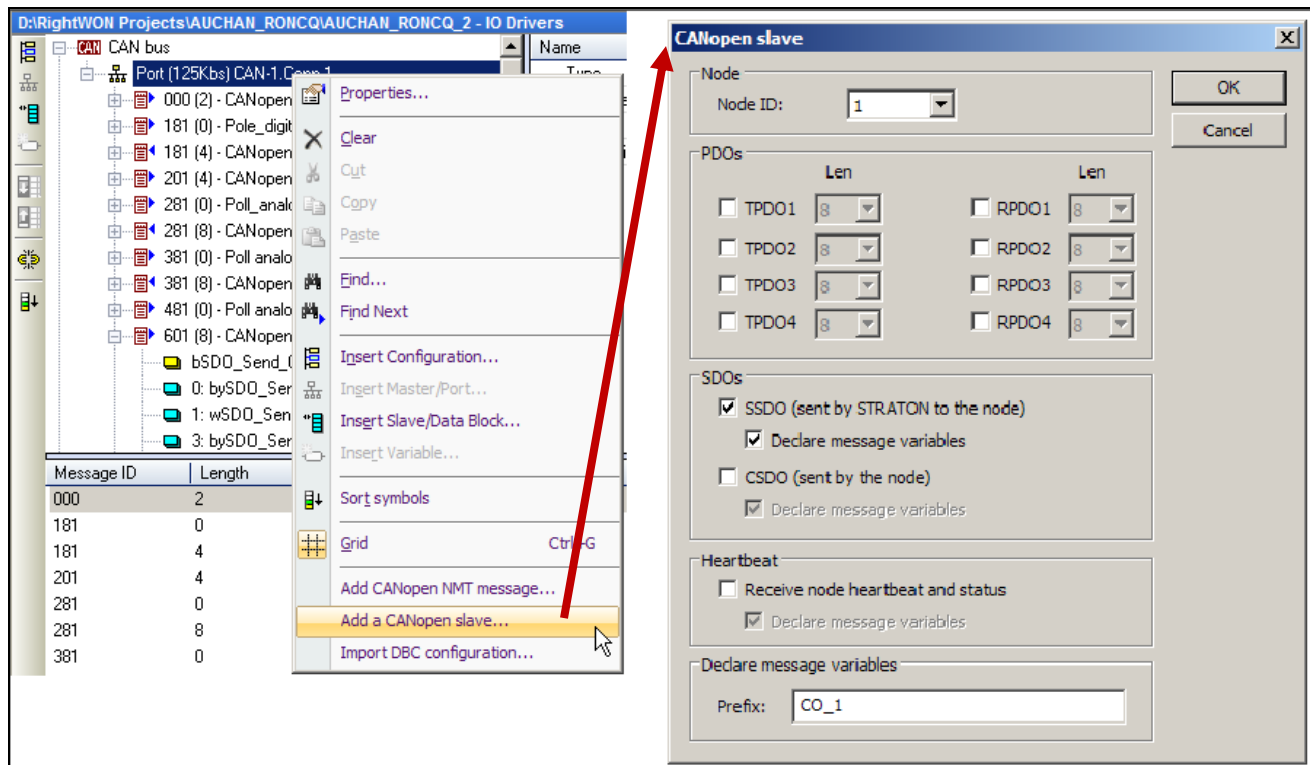 D:\RightWON Projects\AUCHAN_RONCQ\AUCHAN_RONCQ_2 - IO Drivers
CAN CAN bus
Port (125Kbs) CAN-1.Conn 1
000 (2) - CANopen
181 (0) - Pole_digit
181 (4) - CANopen
201 (4) - CANopen
281 (0) - Poll_analo
281 (8) - CANopen
381 (0) - Poll analo
381 (8) - CANopen
481 (0) - Poll analo
601 (8) - CANopen
bSDO_Send_
0: bySDO_Ser
1: wSDO_Sen
3: bySDO_Ser
Name
Type
Message ID Length
000 2
181 0
181 4
201 4
281 0
281 8
381 0
Properties...
Clear
Cut
Copy
Paste
Find...
Find Next
Insert Configuration...
Insert Master/Port...
Insert Slave/Data Block...
Insert Variable...
Sort symbols
Grid Ctrl-G
Add CANopen NMT message...
Add a CANopen slave...
Import DBC configuration...
CANopen slave
Node
Node ID: 1
OK
Cancel
PDOs
Len Len
TPDO1 8 RPDO1 8
TPDO2 8 RPDO2 8
TPDO3 8 RPDO3 8
TPDO4 8 RPDO4 8
SDOs
SSDO (sent by STRATON to the node)
Declare message variables
CSDO (sent by the node)
Declare message variables
Heartbeat
Receive node heartbeat and status
Declare message variables
Declare message variables
Prefix: CO_1